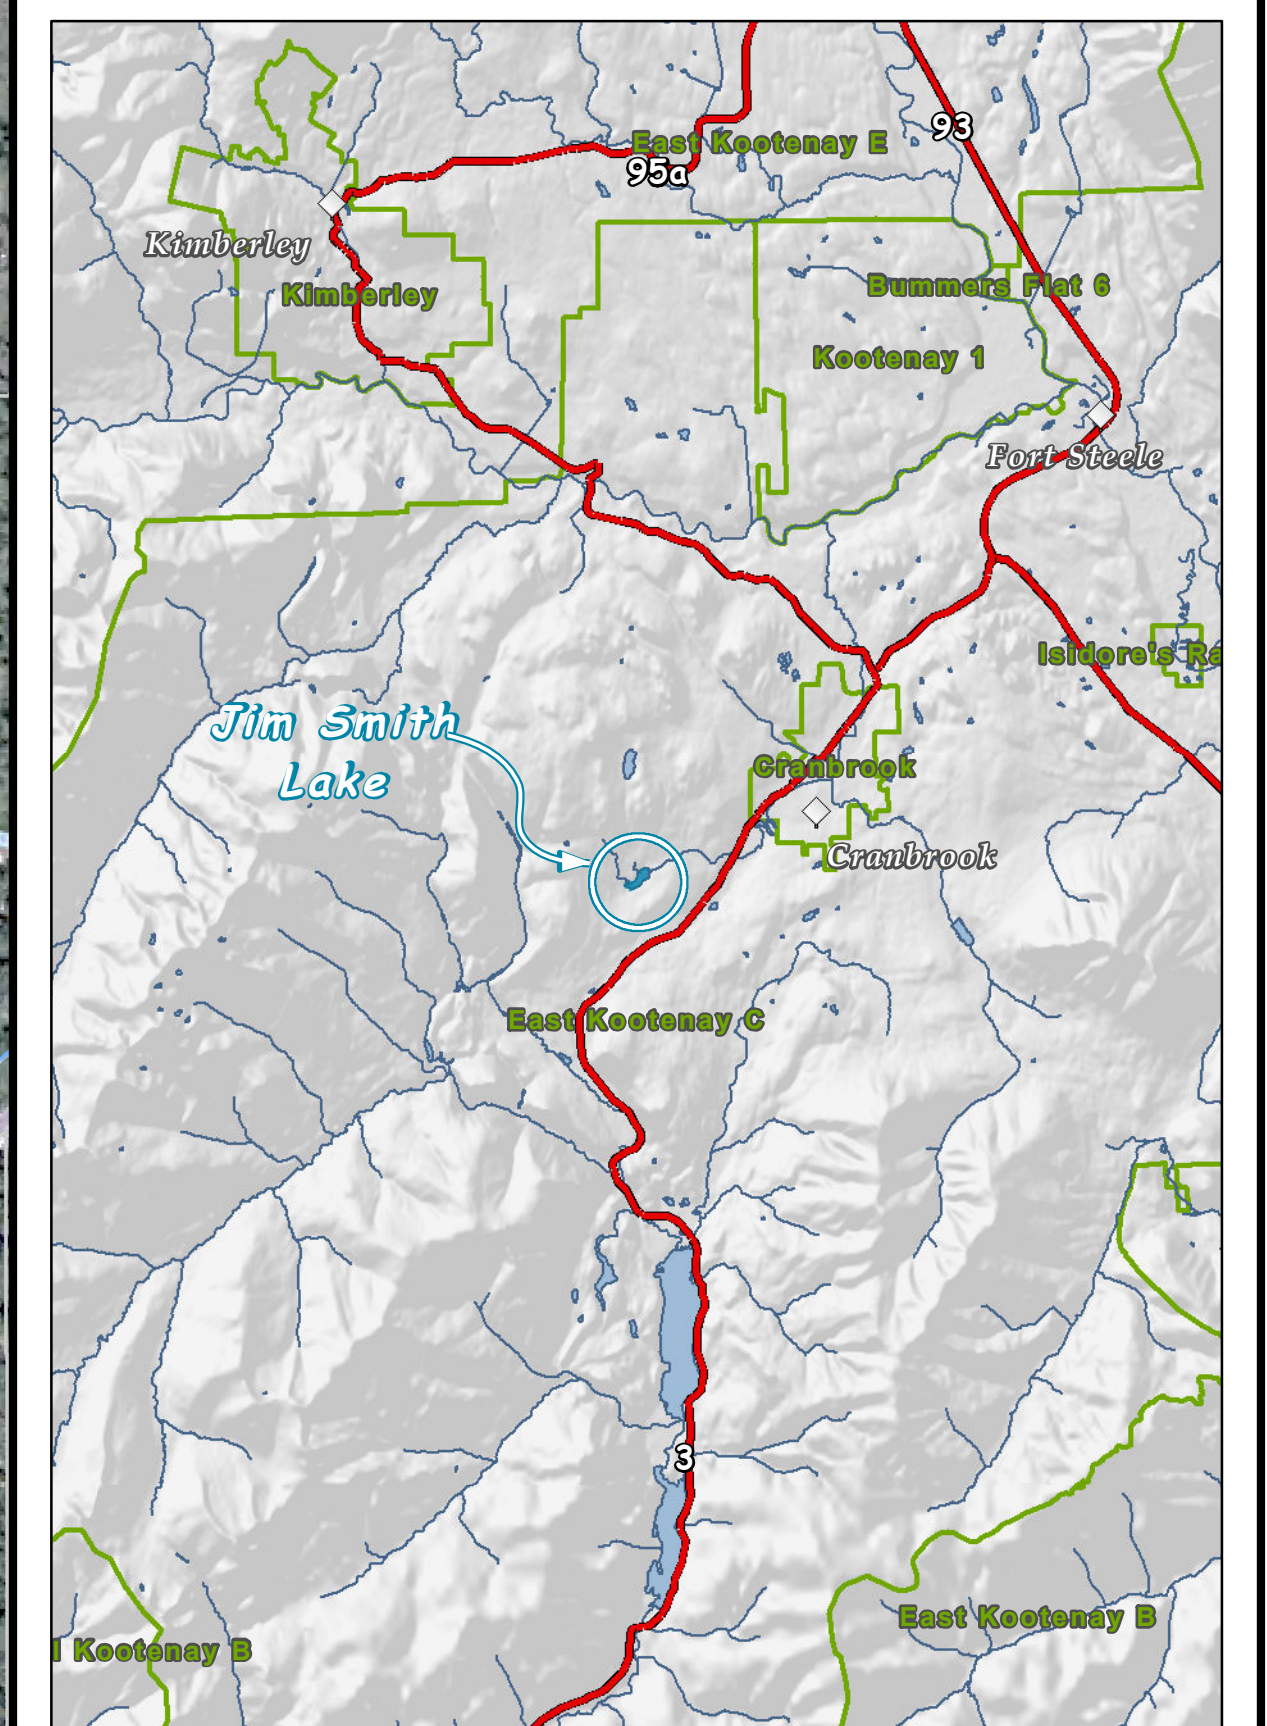 East Kootenay E
93
95a
Kimberley
Kimberley
Bummers Flat 6
Kootenay 1
Fort Steele
Isidore's Ra
Jim Smith
Lake
Cranbrook
Cranbrook
East Kootenay C
3
East Kootenay B
l Kootenay B